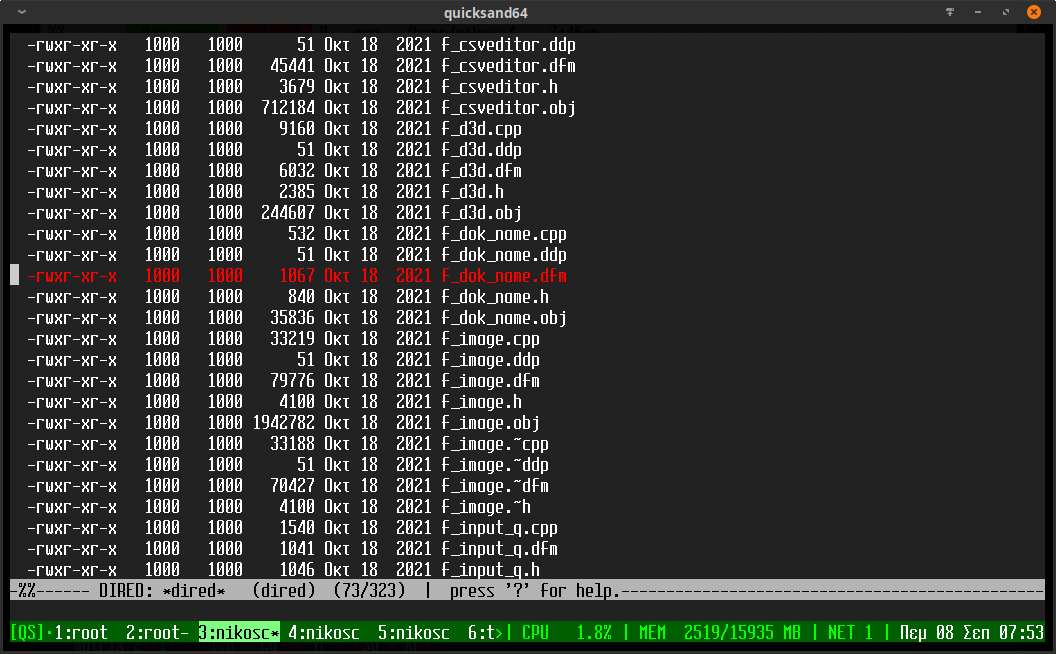 quicksand64
-rwxr-xr-x 1000 1000 51 Οκτ 18 2021 f_csveditor.ddp
-rwxr-xr-x 1000 1000 45441 Οκτ 18 2021 f_csveditor.dfm
-rwxr-xr-x 1000 1000 3679 Οκτ 18 2021 f_csveditor.h
-rwxr-xr-x 1000 1000 712184 Οκτ 18 2021 f_csveditor.obj
-rwxr-xr-x 1000 1000 9160 Οκτ 18 2021 f_d3d.cpp
-rwxr-xr-x 1000 1000 51 Οκτ 18 2021 f_d3d.ddp
-rwxr-xr-x 1000 1000 6032 Οκτ 18 2021 f_d3d.dfm
-rwxr-xr-x 1000 1000 2385 Οκτ 18 2021 f_d3d.h
-rwxr-xr-x 1000 1000 244607 Οκτ 18 2021 f_d3d.obj
-rwxr-xr-x 1000 1000 532 Οκτ 18 2021 f_dok_name.cpp
-rwxr-xr-x 1000 1000 51 Οκτ 18 2021 f_dok_name.ddp
-rwxr-xr-x 1000 1000 1067 Οκτ 18 2021 f_dok_name.dfm
-rwxr-xr-x 1000 1000 840 Οκτ 18 2021 f_dok_name.h
-rwxr-xr-x 1000 1000 35836 Οκτ 18 2021 f_dok_name.obj
-rwxr-xr-x 1000 1000 33219 Οκτ 18 2021 f_image.cpp
-rwxr-xr-x 1000 1000 51 Οκτ 18 2021 f_image.ddp
-rwxr-xr-x 1000 1000 79776 Οκτ 18 2021 f_image.dfm
-rwxr-xr-x 1000 1000 4100 Οκτ 18 2021 f_image.h
-rwxr-xr-x 1000 1000 1942782 Οκτ 18 2021 f_image.obj
-rwxr-xr-x 1000 1000 33188 Οκτ 18 2021 f_image.~cpp
-rwxr-xr-x 1000 1000 51 Οκτ 18 2021 f_image.~ddp
-rwxr-xr-x 1000 1000 70427 Οκτ 18 2021 f_image.~dfm
-rwxr-xr-x 1000 1000 4100 Οκτ 18 2021 f_image.~h
-rwxr-xr-x 1000 1000 1540 Οκτ 18 2021 f_input_q.cpp
-rwxr-xr-x 1000 1000 1041 Οκτ 18 2021 f_input_q.dfm
-rwxr-xr-x 1000 1000 1046 Οκτ 18 2021 f_input_q.h
-%%------ DIRED: *dired* (dired) (73/323) | press '?' for help.-----------------------------------------------
[QS]·1:root 2:root- 3:nikosc* 4:nikosc 5:nikosc 6:t>| CPU 1.8% | MEM 2519/15935 MB | NET 1 | Πεμ 08 Σεπ 07:53